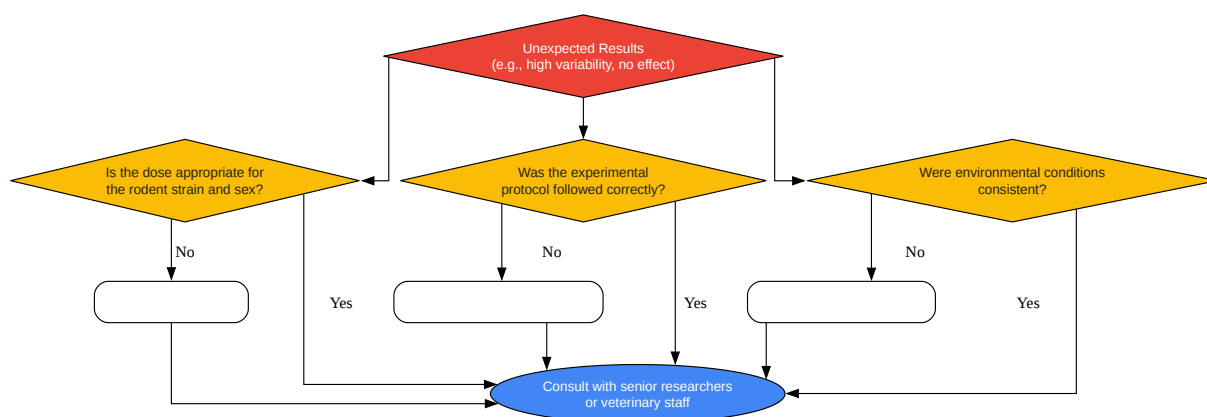 Unexpected Results
(e.g., high variability, no effect)
Is the dose appropriate for
the rodent strain and sex?
Was the experimental
protocol followed correctly?
Were environmental conditions
consistent?
No
No
No
Yes
Yes
Yes
Consult with senior researchers
or veterinary staff